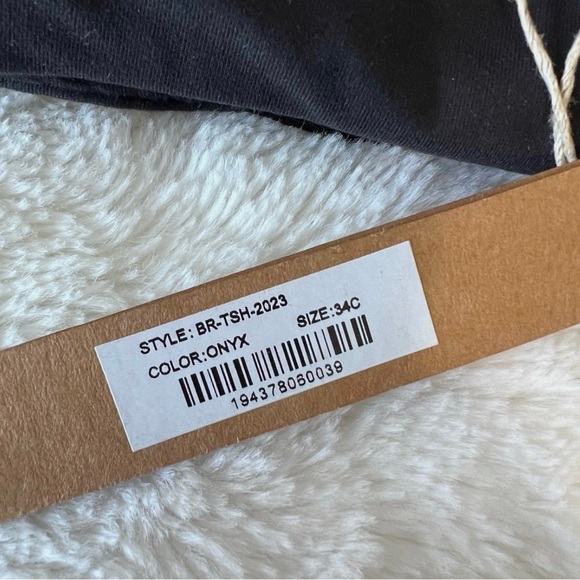 STYLE: BR-TSH-2023
COLOR:ONYX SIZE:34C
194378060039